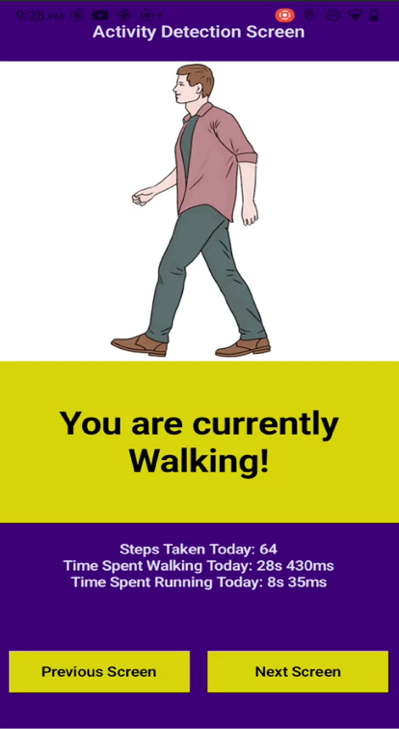 9:28 PM
Activity Detection Screen
You are currently
Walking!
Steps Taken Today: 64
Time Spent Walking Today: 28s 430ms
Time Spent Running Today: 8s 35ms
Previous Screen
Next Screen